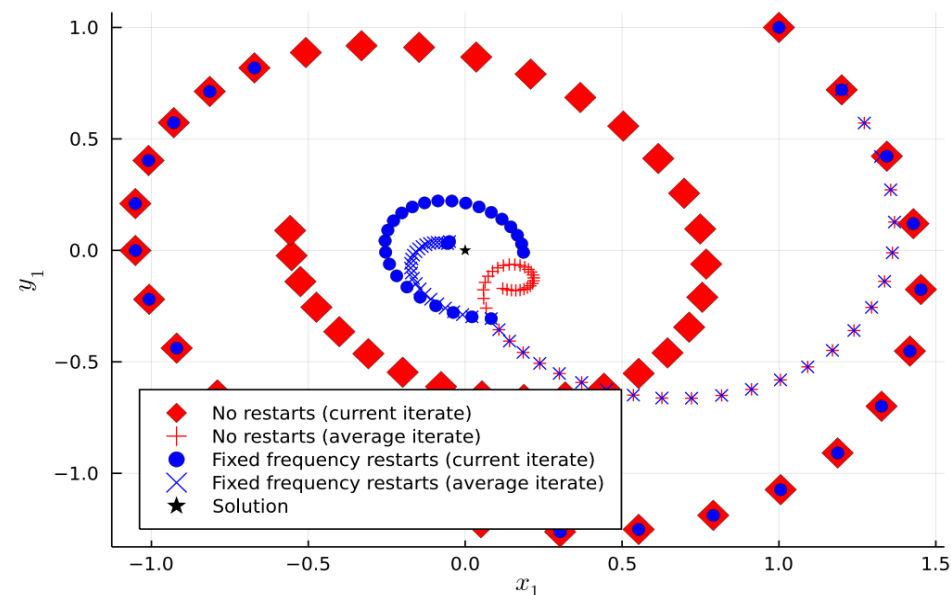 1.0
0.5
0.0
−0.5
−1.0
y₁
No restarts (current iterate)
No restarts (average iterate)
Fixed frequency restarts (current iterate)
Fixed frequency restarts (average iterate)
Solution
−1.0 −0.5 0.0 0.5 1.0 1.5
x₁